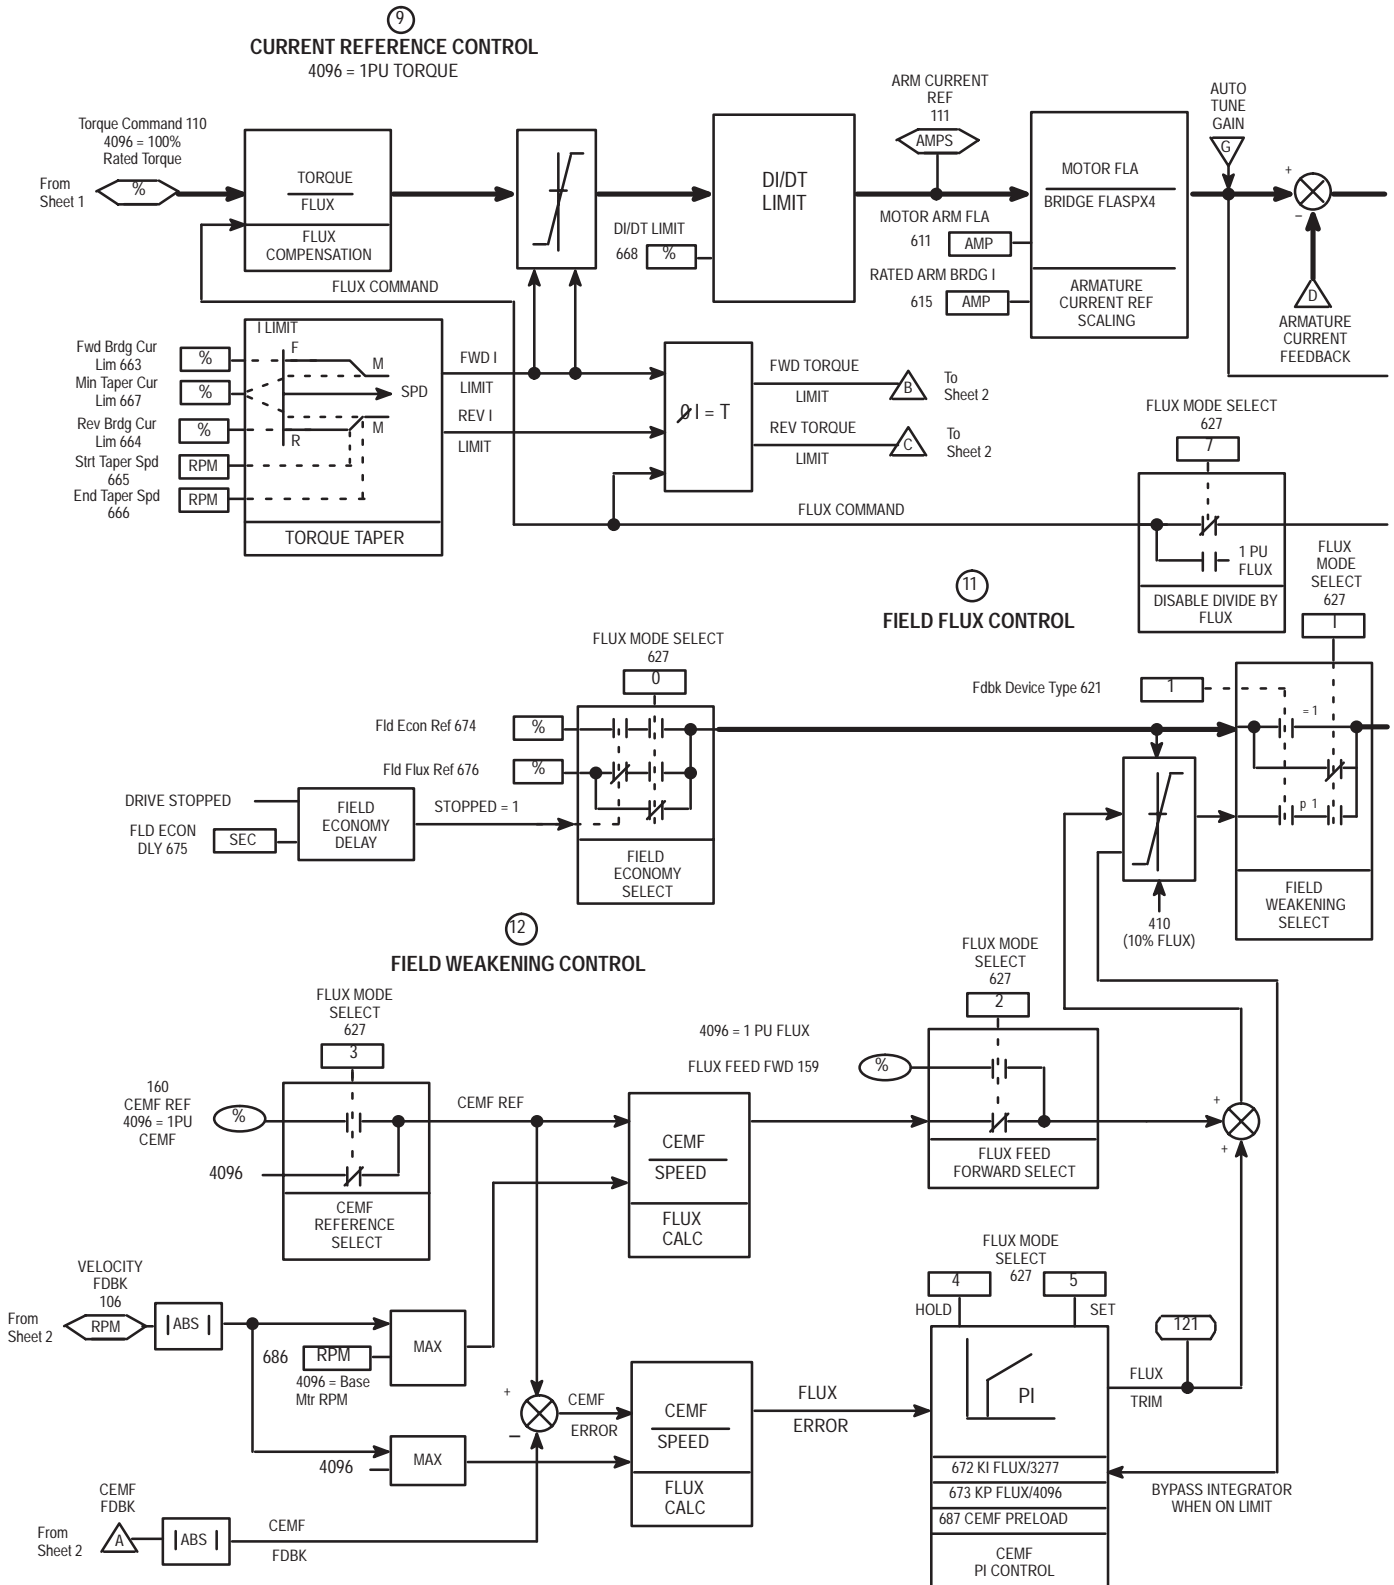 9
CURRENT REFERENCE CONTROL
4096 = 1PU TORQUE
Torque Command 110
4096 = 100%
Rated Torque
From
Sheet 1
%
TORQUE
FLUX
FLUX
COMPENSATION
FLUX COMMAND
DI/DT LIMIT
668
%
DI/DT
LIMIT
ARM CURRENT
REF
111
AMPS
MOTOR ARM FLA
611
AMP
RATED ARM BRDG I
615
AMP
MOTOR FLA
BRIDGE FLASPX4
ARMATURE
CURRENT REF
SCALING
AUTO
TUNE
GAIN
G
+
–
D
ARMATURE
CURRENT
FEEDBACK
I LIMIT
Fwd Brdg Cur
Lim 663
%
Min Taper Cur
Lim 667
%
Rev Brdg Cur
Lim 664
%
Strt Taper Spd
665
RPM
End Taper Spd
666
RPM
F
M
SPD
R
M
TORQUE TAPER
FWD I
LIMIT
REV I
LIMIT
Ø I = T
FWD TORQUE
LIMIT
B
To
Sheet 2
REV TORQUE
LIMIT
C
To
Sheet 2
FLUX COMMAND
FLUX MODE SELECT
627
7
1 PU
FLUX
DISABLE DIVIDE BY
FLUX
11
FIELD FLUX CONTROL
FLUX
MODE
SELECT
627
1
FLUX MODE SELECT
627
0
Fld Econ Ref 674
%
Fld Flux Ref 676
%
DRIVE STOPPED
FLD ECON
DLY 675
SEC
FIELD
ECONOMY
DELAY
STOPPED = 1
FIELD
ECONOMY
SELECT
Fdbk Device Type 621
1
= 1
p 1
FIELD
WEAKENING
SELECT
410
(10% FLUX)
12
FIELD WEAKENING CONTROL
FLUX MODE
SELECT
627
3
160
CEMF REF
4096 = 1PU
CEMF
%
4096
CEMF
REFERENCE
SELECT
CEMF REF
4096 = 1 PU FLUX
FLUX FEED FWD 159
%
FLUX MODE
SELECT
627
2
FLUX FEED
FORWARD SELECT
CEMF
SPEED
FLUX
CALC
+
+
VELOCITY
FDBK
106
From
Sheet 2
RPM
ABS
686
RPM
4096 = Base
Mtr RPM
MAX
4096
MAX
+
–
CEMF
ERROR
CEMF
SPEED
FLUX
CALC
FLUX
ERROR
FLUX MODE
SELECT
627
4
5
HOLD
SET
PI
672 KI FLUX/3277
673 KP FLUX/4096
687 CEMF PRELOAD
CEMF
PI CONTROL
121
FLUX
TRIM
BYPASS INTEGRATOR
WHEN ON LIMIT
CEMF
FDBK
From
Sheet 2
A
ABS
CEMF
FDBK